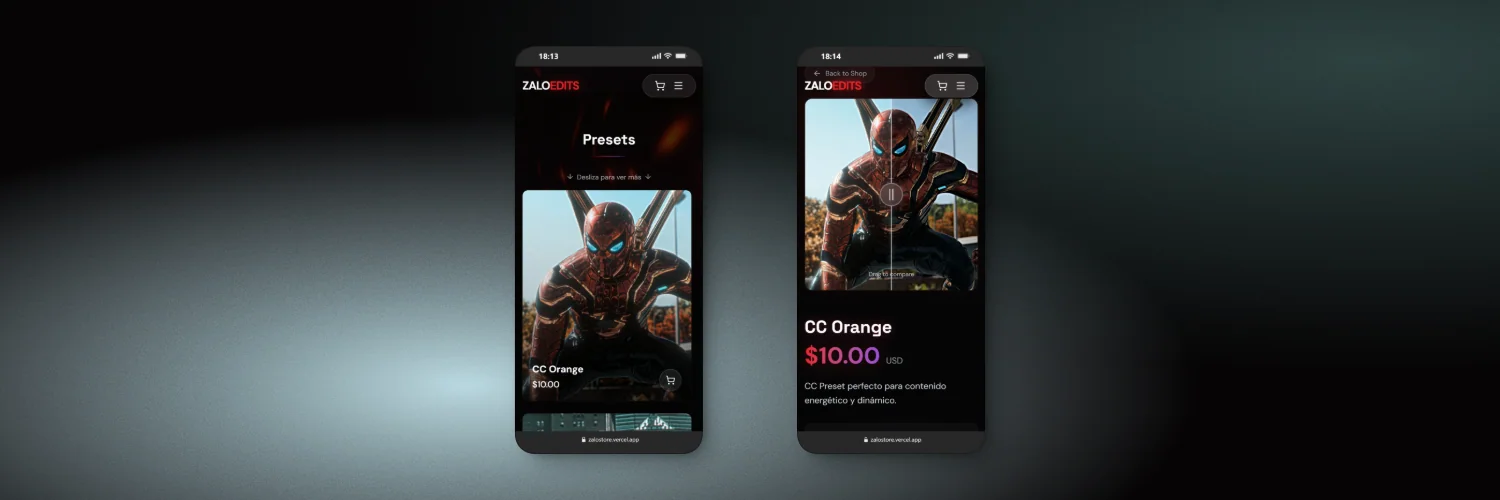 18:13
ZALOEDITS
Presets
↓ Desliza para ver más ↓
CC Orange
$10.00
zalostore.vercel.app
18:14
← Back to Shop
ZALOEDITS
Drag to compare
CC Orange
$10.00 USD
CC Preset perfecto para contenido
energético y dinámico.
zalostore.vercel.app